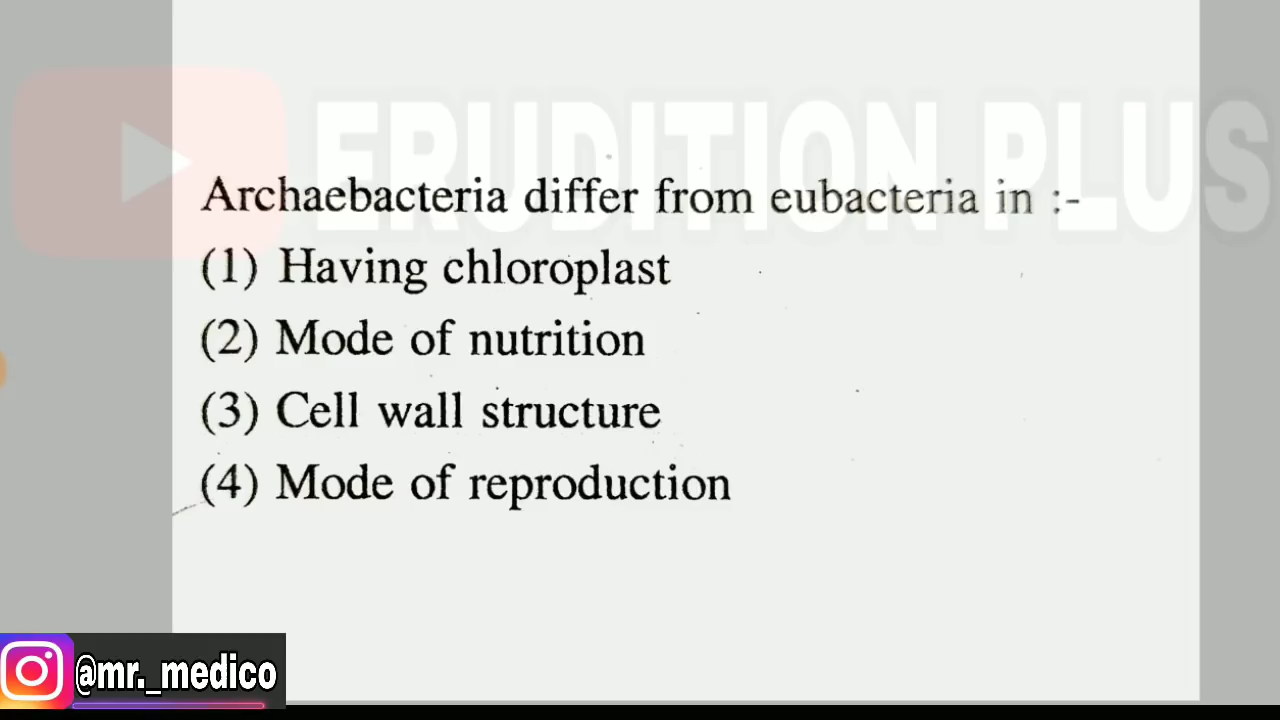 ERUDITION PLUS
Archaebacteria differ from eubacteria in :-
(1) Having chloroplast
(2) Mode of nutrition
(3) Cell wall structure
(4) Mode of reproduction
@mr._medico